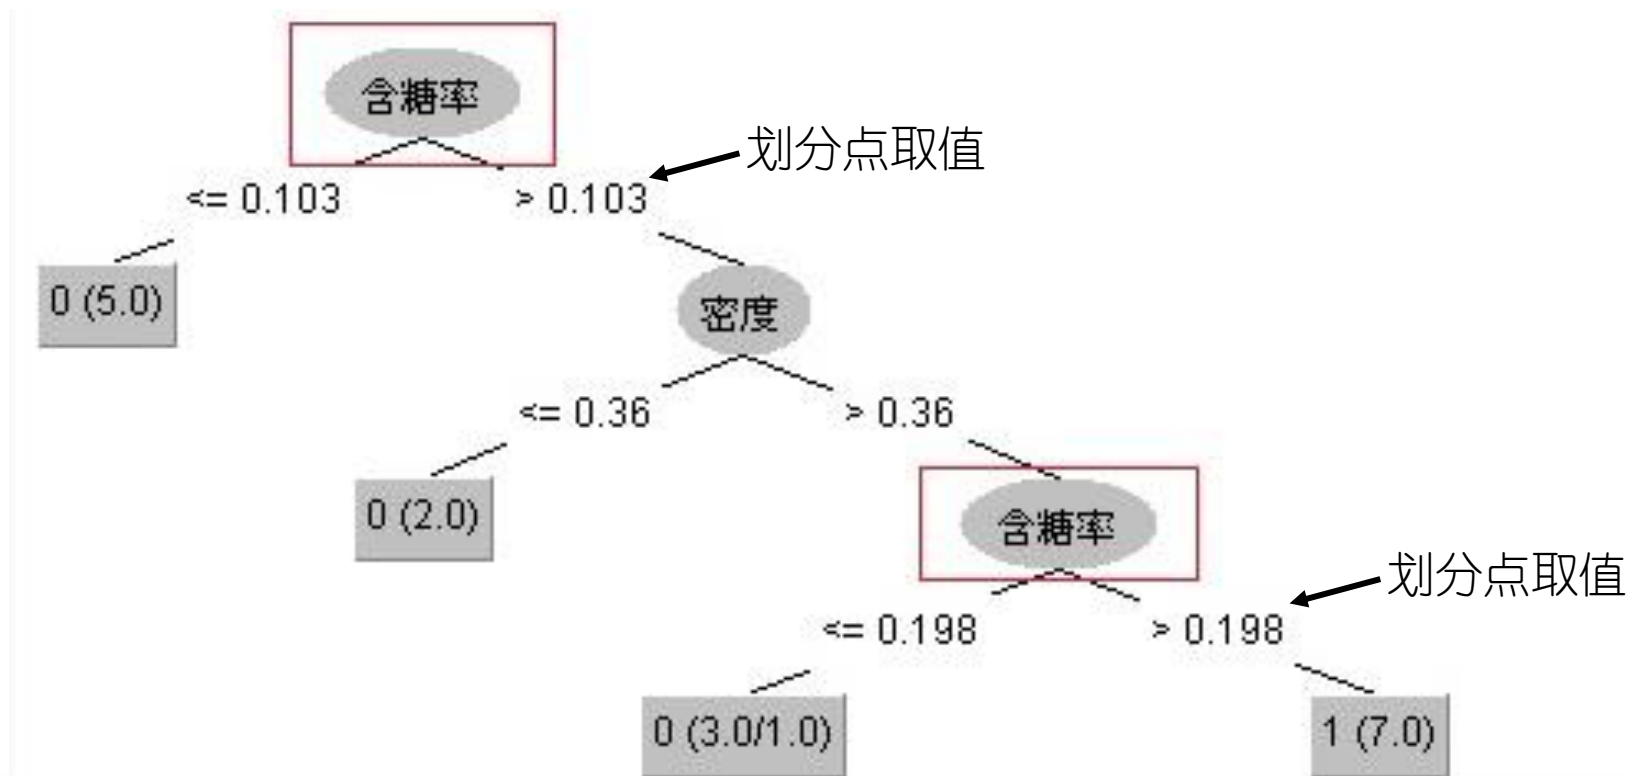 含糖率
划分点取值
<= 0.103
> 0.103
0 (5.0)
密度
<= 0.36
> 0.36
0 (2.0)
含糖率
划分点取值
<= 0.198
> 0.198
0 (3.0/1.0)
1 (7.0)